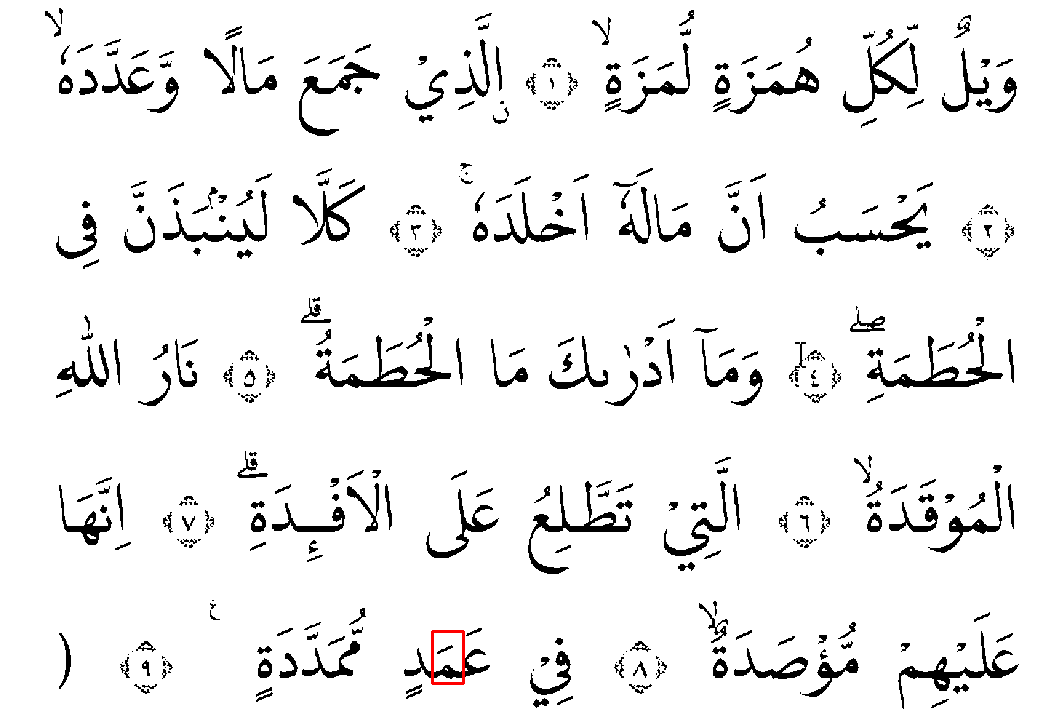 وَيْلٌ لِّكُلِّ هُمَزَةٍ لُّمَزَةٍۙ ۝١ ۨالَّذِيْ جَمَعَ مَالًا وَّعَدَّدَهٗۙ
۝٢ يَحْسَبُ اَنَّ مَالَهٗٓ اَخْلَدَهٗۚ ۝٣ كَلَّا لَيُنْۢبَذَنَّ فِى
الْحُطَمَةِۖ ۝٤ وَمَآ اَدْرٰىكَ مَا الْحُطَمَةُۗ ۝٥ نَارُ اللّٰهِ
الْمُوْقَدَةُۙ ۝٦ الَّتِيْ تَطَّلِعُ عَلَى الْاَفْـِٕدَةِۗ ۝٧ اِنَّهَا
عَلَيْهِمْ مُّؤْصَدَةٌۙ ۝٨ فِيْ عَمَدٍ مُّمَدَّدَةٍ ࣖ ۝٩ (